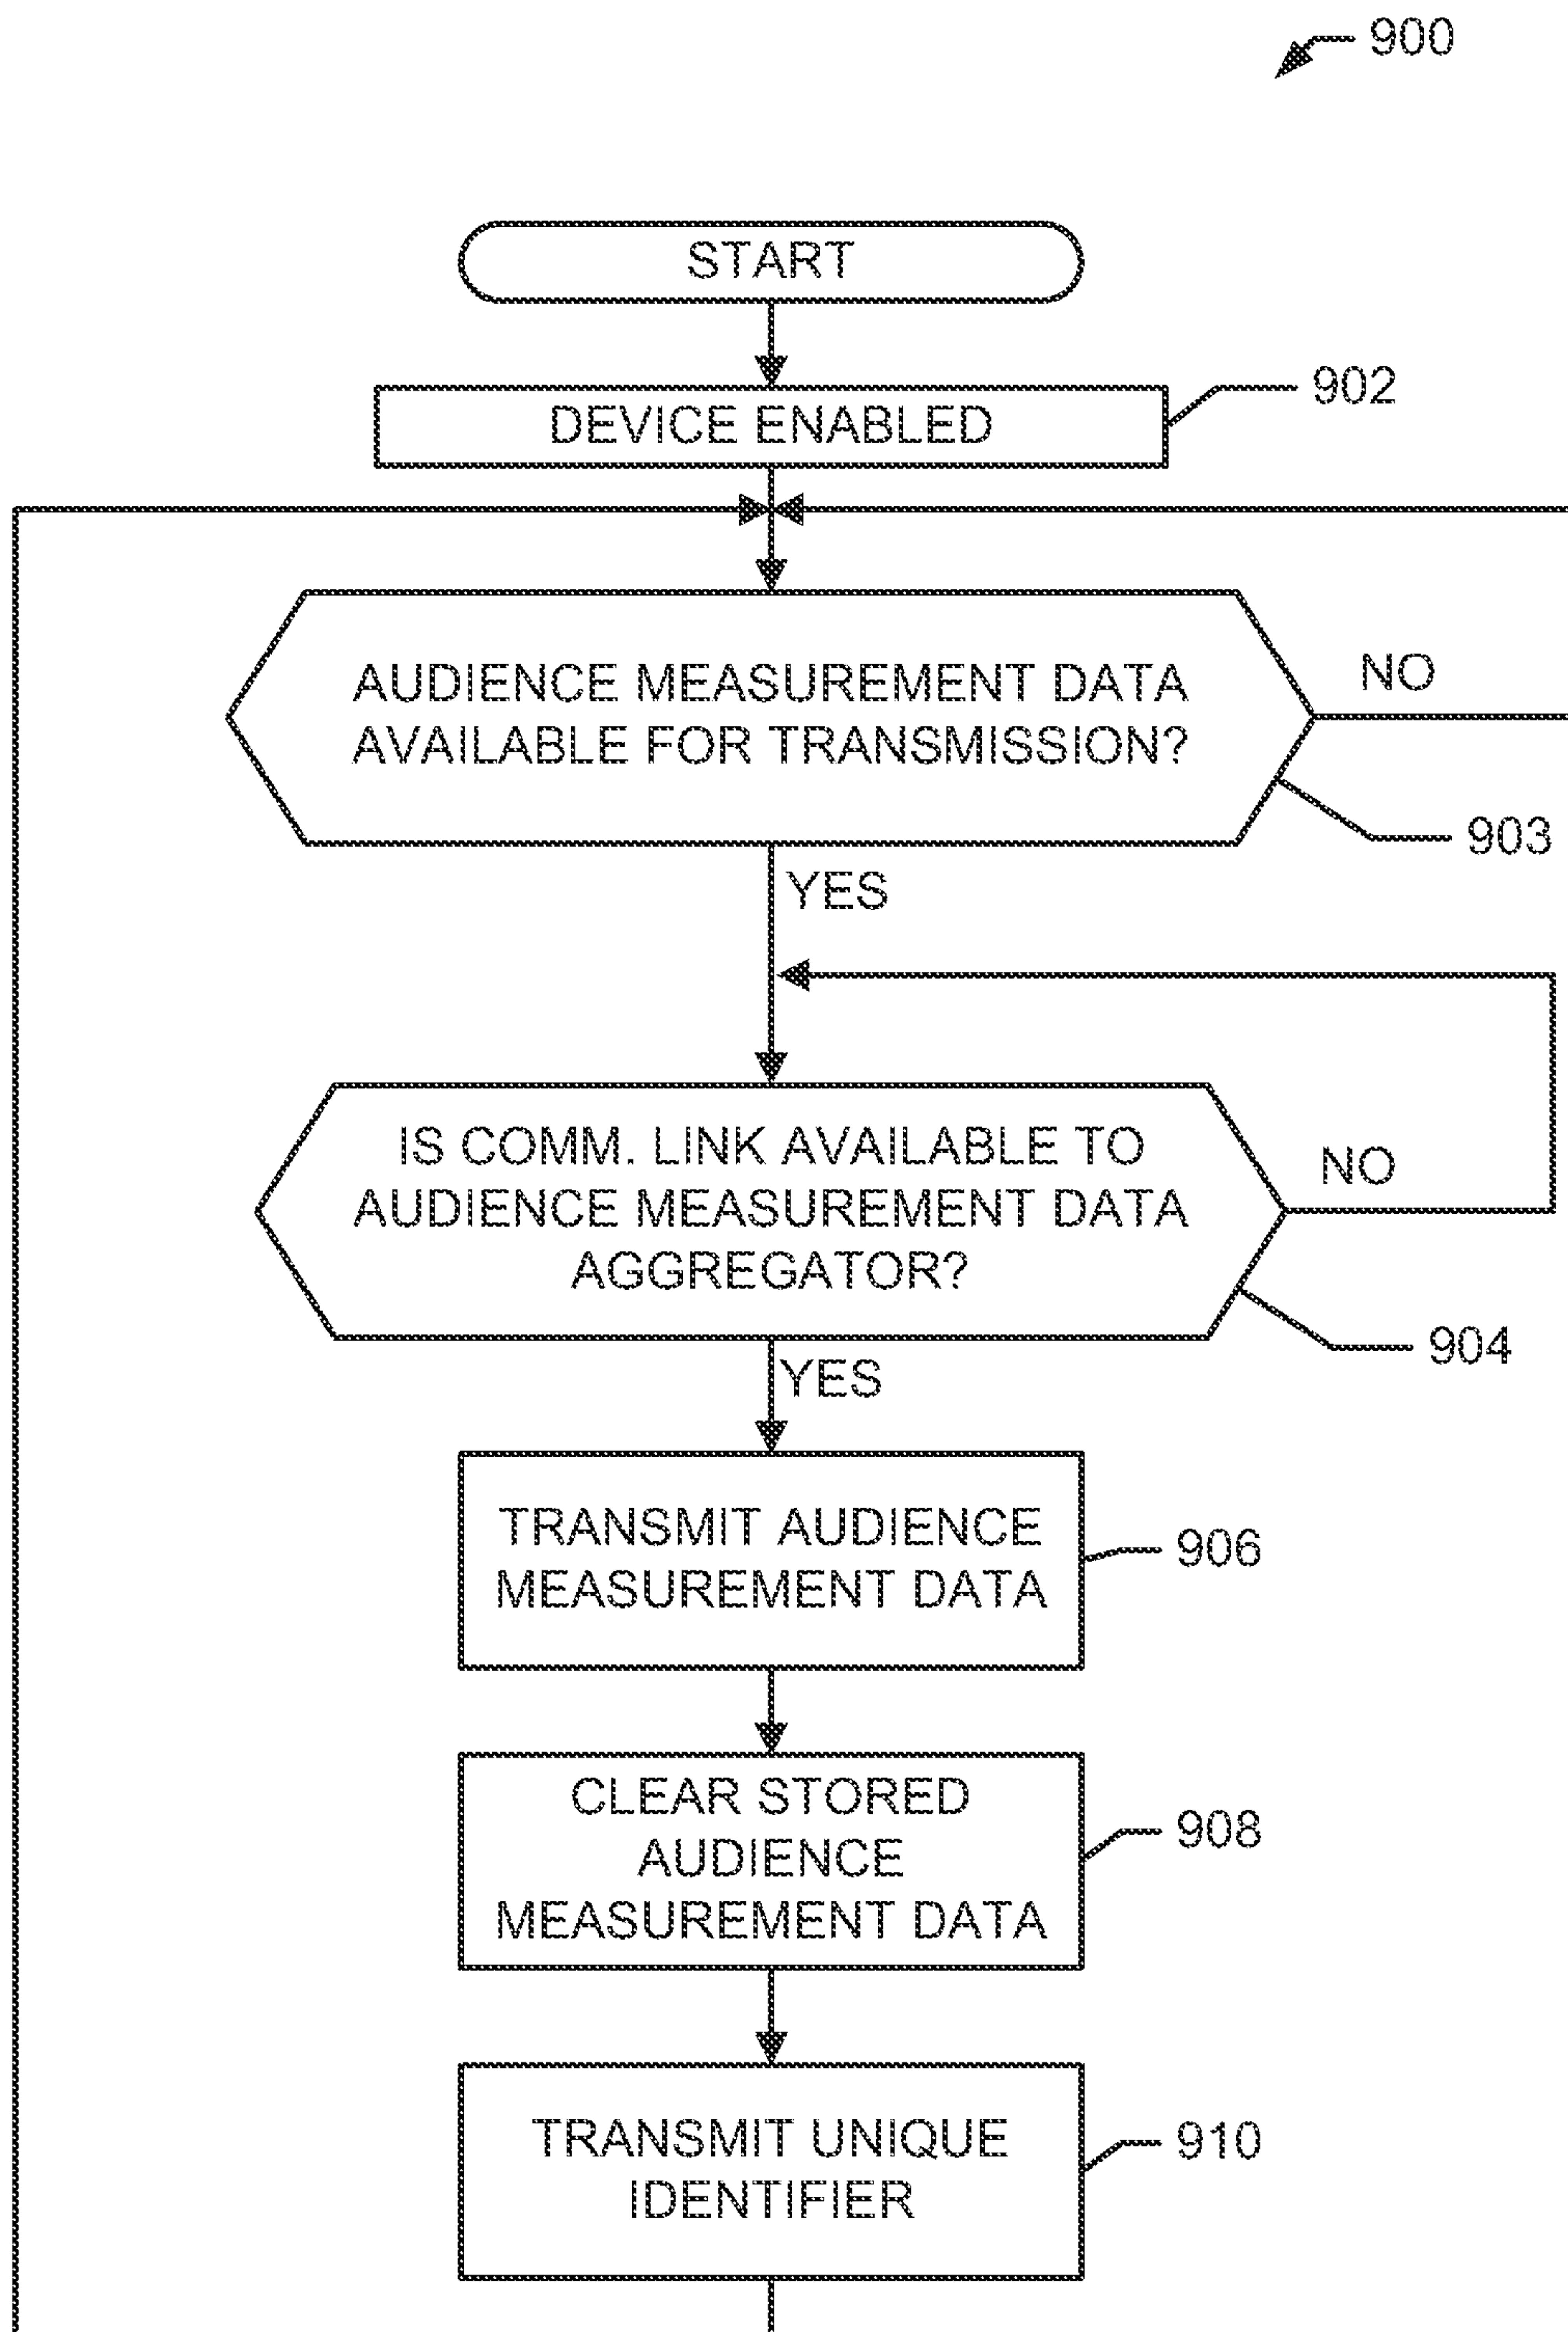 900
START
DEVICE ENABLED
902
AUDIENCE MEASUREMENT DATA
AVAILABLE FOR TRANSMISSION?
NO
903
YES
IS COMM. LINK AVAILABLE TO
AUDIENCE MEASUREMENT DATA
AGGREGATOR?
NO
904
YES
TRANSMIT AUDIENCE
MEASUREMENT DATA
906
CLEAR STORED
AUDIENCE
MEASUREMENT DATA
908
TRANSMIT UNIQUE
IDENTIFIER
910